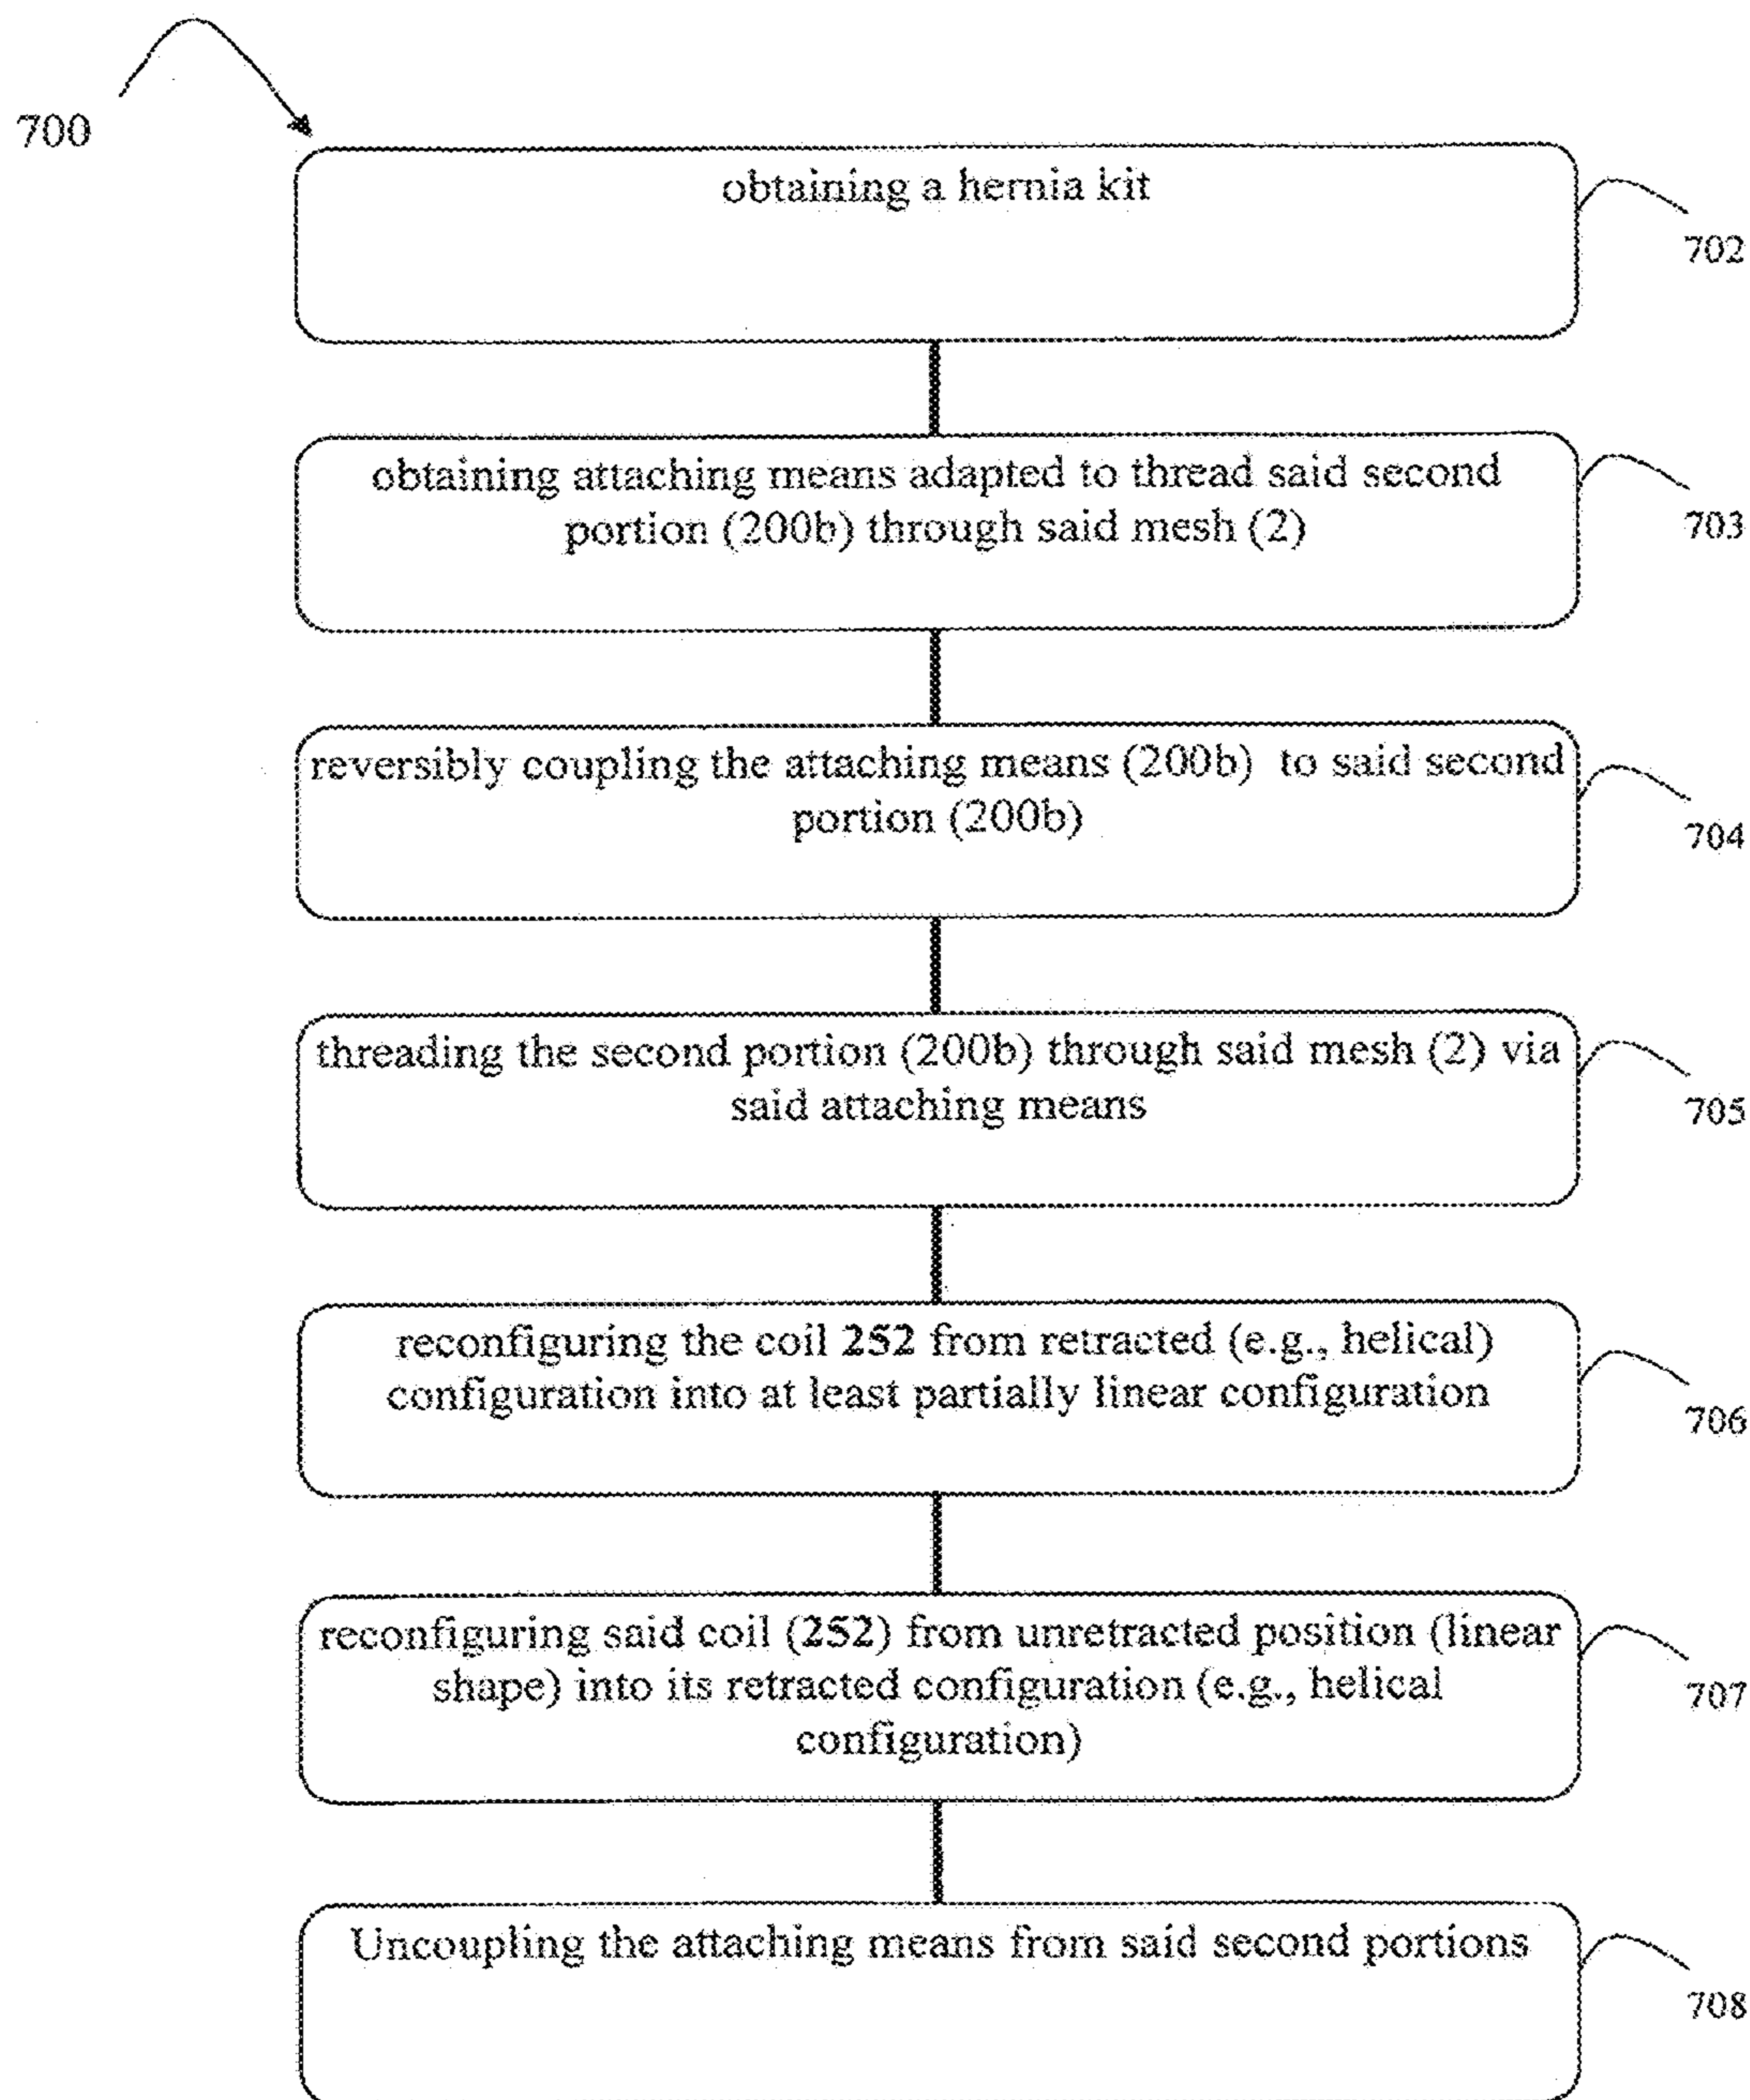 700
obtaining a hernia kit
702
obtaining attaching means adapted to thread said second
portion (200b) through said mesh (2)
703
reversibly coupling the attaching means (200b) to said second
portion (200b)
704
threading the second portion (200b) through said mesh (2) via
said attaching means
705
reconfiguring the coil 252 from retracted (e.g., helical)
configuration into at least partially linear configuration
706
reconfiguring said coil (252) from unretracted position (linear
shape) into its retracted configuration (e.g., helical
configuration)
707
Uncoupling the attaching means from said second portions
708